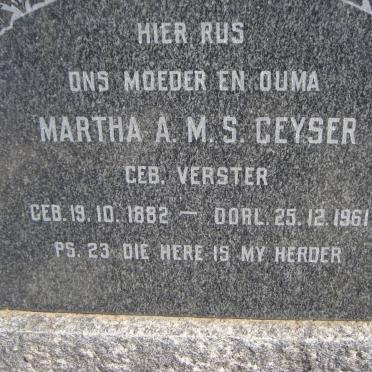 HIER RUS
ONS MOEDER EN OUMA
MARTHA A. M. S. GEYSER
GEB. VERSTER
GEB. 19. 10. 1882 — OORL. 25. 12. 1961
PS. 23 DIE HERE IS MY HERDER